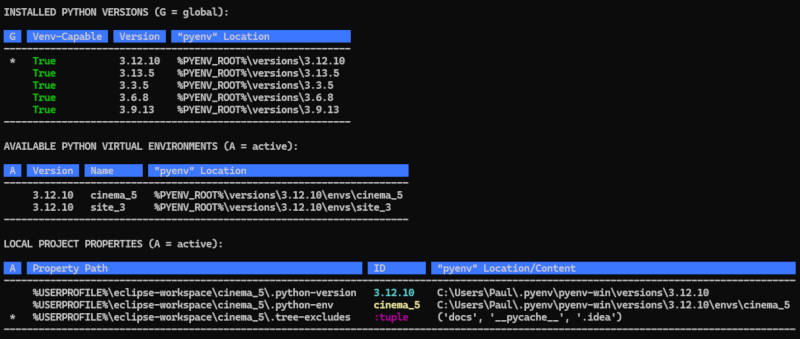 INSTALLED PYTHON VERSIONS (G = global):
G Venv-Capable Version "pyenv" Location
* True 3.12.10 %PYENV_ROOT%\versions\3.12.10
True 3.13.5 %PYENV_ROOT%\versions\3.13.5
True 3.3.5 %PYENV_ROOT%\versions\3.3.5
True 3.6.8 %PYENV_ROOT%\versions\3.6.8
True 3.9.13 %PYENV_ROOT%\versions\3.9.13
AVAILABLE PYTHON VIRTUAL ENVIRONMENTS (A = active):
A Version Name "pyenv" Location
3.12.10 cinema_5 %PYENV_ROOT%\versions\3.12.10\envs\cinema_5
3.12.10 site_3 %PYENV_ROOT%\versions\3.12.10\envs\site_3
LOCAL PROJECT PROPERTIES (A = active):
A Property Path ID "pyenv" Location/Content
%USERPROFILE%\eclipse-workspace\cinema_5\.python-version 3.12.10 C:\Users\Paul\.pyenv\pyenv-win\versions\3.12.10
%USERPROFILE%\eclipse-workspace\cinema_5\.python-env cinema_5 C:\Users\Paul\.pyenv\pyenv-win\versions\3.12.10\envs\cinema_5
* %USERPROFILE%\eclipse-workspace\cinema_5\.tree-excludes :tuple ('docs', '__pycache__', '.idea')